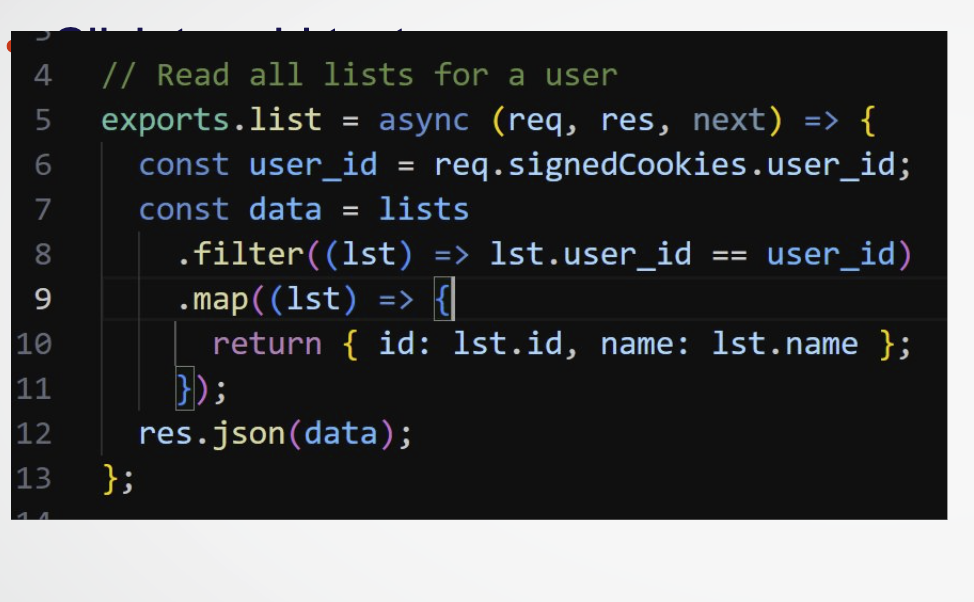 4 // Read all lists for a user
5 exports.list = async (req, res, next) => {
6 const user_id = req.signedCookies.user_id;
7 const data = lists
8 .filter((lst) => lst.user_id == user_id)
9 .map((lst) => {
10 return { id: lst.id, name: lst.name };
11 });
12 res.json(data);
13 };